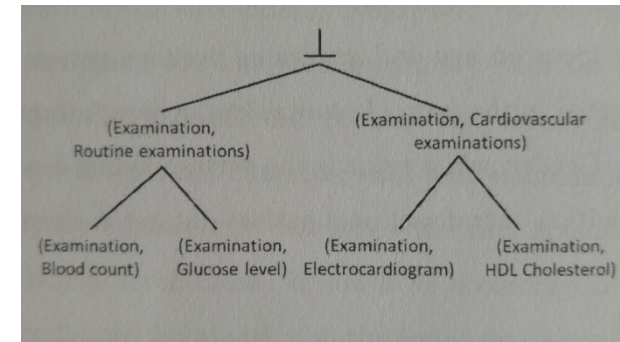 (Examination,
Routine examinations)
(Examination, Cardiovascular
examinations)
(Examination,
Blood count)
(Examination,
Glucose level)
(Examination,
Electrocardiogram)
(Examination,
HDL Cholesterol)